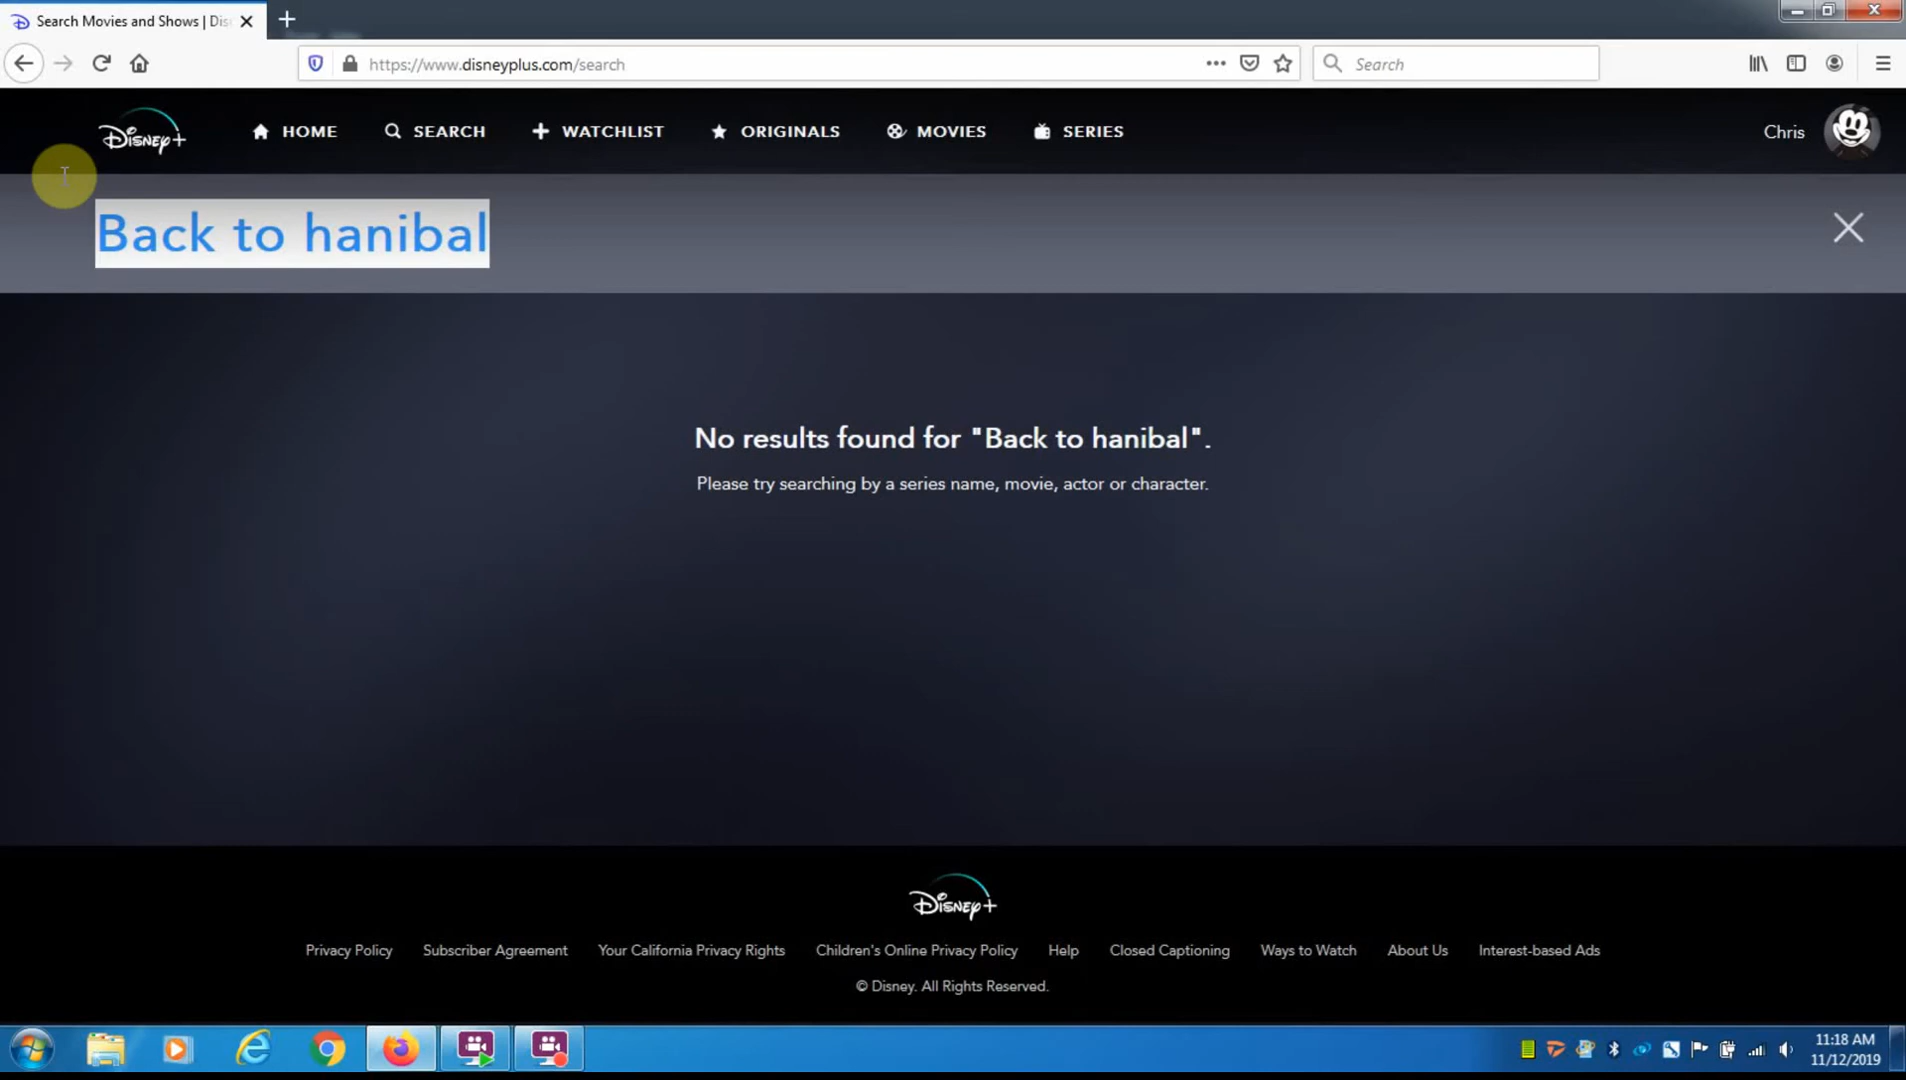 Search Movies and Shows | Dis
https://www.disneyplus.com/search
Search
Disney+
HOME
SEARCH
WATCHLIST
ORIGINALS
MOVIES
SERIES
Chris
Back to hanibal
No results found for "Back to hanibal".
Please try searching by a series name, movie, actor or character.
Disney+
Privacy Policy
Subscriber Agreement
Your California Privacy Rights
Children's Online Privacy Policy
Help
Closed Captioning
Ways to Watch
About Us
Interest-based Ads
© Disney. All Rights Reserved.
11:18 AM
11/12/2019